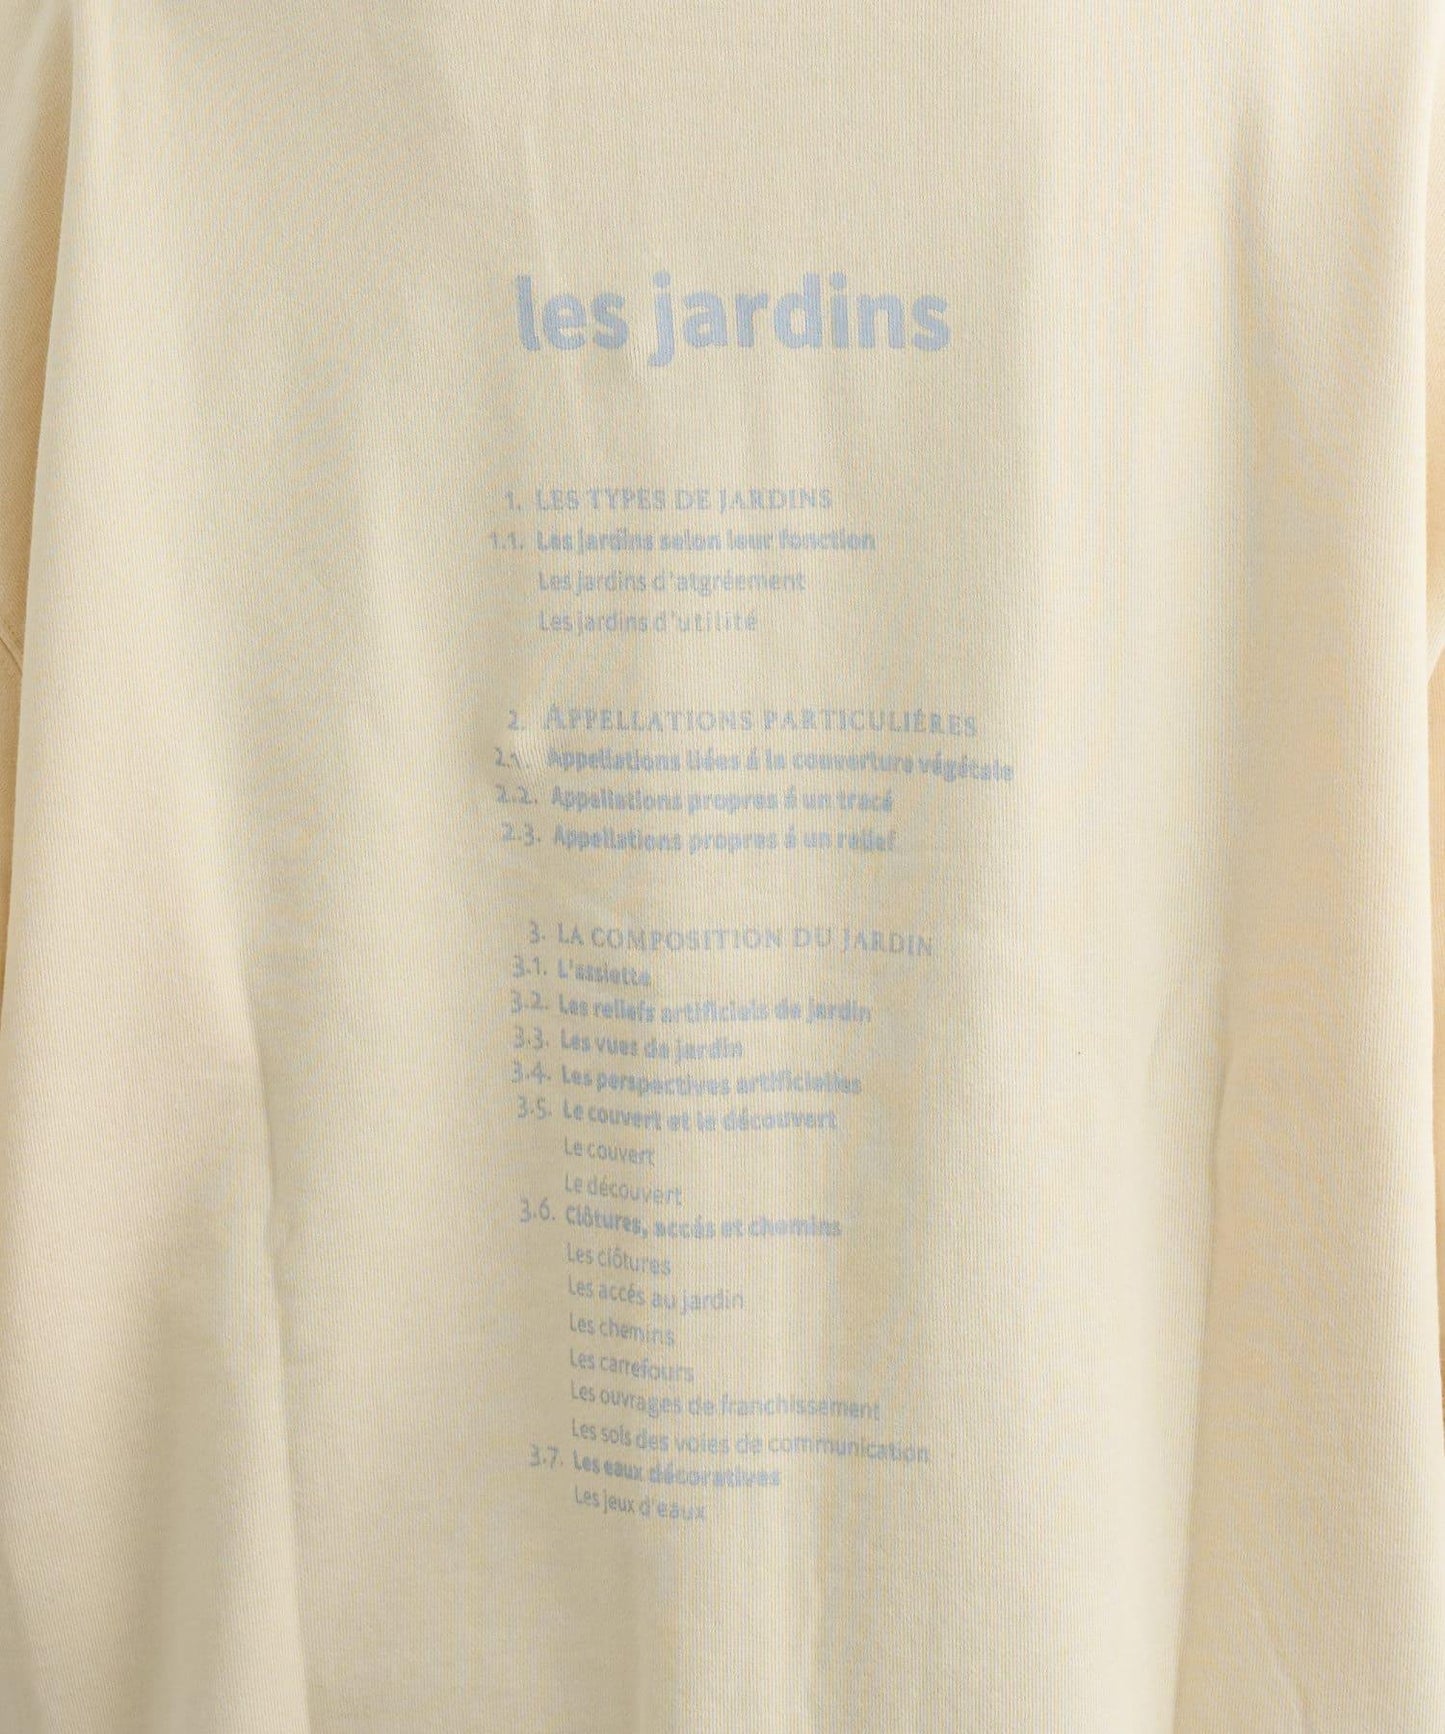 les jardins
1. LES TYPES DE JARDINS
1.1. Les jardins selon leur fonction
Les jardins d'atgréement
Les jardins d'utilité
2. APPELLATIONS PARTICULIÉRES
2.1. Appellations liées á la couverture végétale
2.2. Appellations propres á un tracé
2.3. Appellations propres á un relief
3. LA COMPOSITION DU JARDIN
3.1. L'assiette
3.2. Les reliefs artificiels de jardin
3.3. Les vues de jardin
3.4. Les perspectives artificielles
3.5. Le couvert et le découvert
Le couvert
Le découvert
3.6. Clôtures, accés et chemins
Les clôtures
Les accés au jardin
Les chemins
Les carrefours
Les ouvrages de franchissement
Les sols des voies de communication
3.7. Les eaux décoratives
Les jeux d'eaux